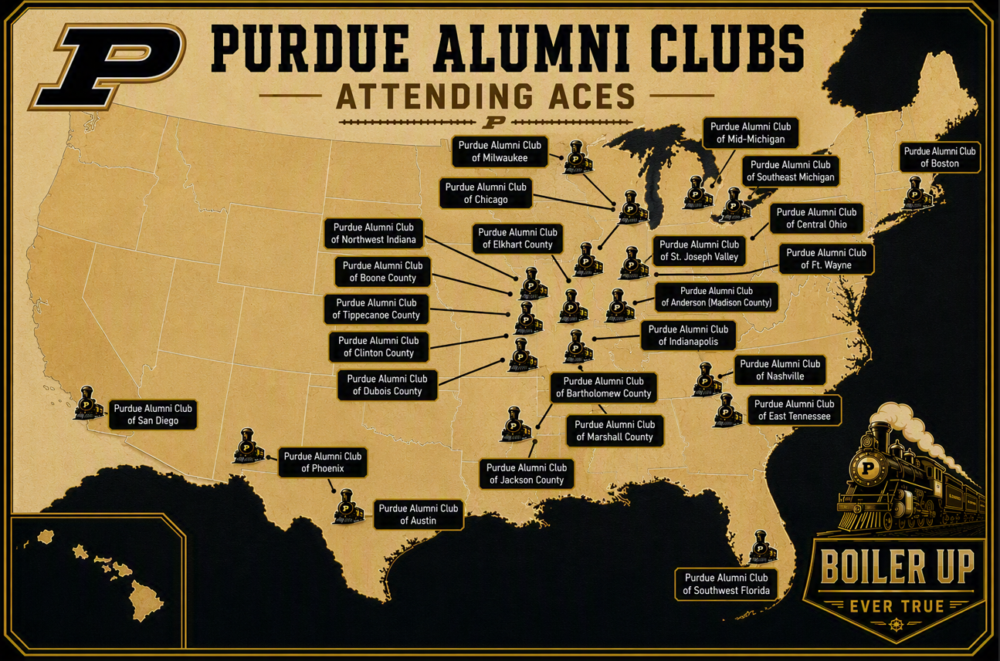 P
PURDUE ALUMNI CLUBS
ATTENDING ACES
P
Purdue Alumni Club
of Milwaukee
Purdue Alumni Club
of Mid-Michigan
Purdue Alumni Club
of Boston
Purdue Alumni Club
of Southeast Michigan
Purdue Alumni Club
of Chicago
Purdue Alumni Club
of Central Ohio
Purdue Alumni Club
of Northwest Indiana
Purdue Alumni Club
of Elkhart County
Purdue Alumni Club
of St. Joseph Valley
Purdue Alumni Club
of Ft. Wayne
Purdue Alumni Club
of Boone County
Purdue Alumni Club
of Anderson (Madison County)
Purdue Alumni Club
of Tippecanoe County
Purdue Alumni Club
of Indianapolis
Purdue Alumni Club
of Clinton County
Purdue Alumni Club
of Nashville
Purdue Alumni Club
of Dubois County
Purdue Alumni Club
of Bartholomew County
Purdue Alumni Club
of East Tennessee
Purdue Alumni Club
of San Diego
Purdue Alumni Club
of Marshall County
Purdue Alumni Club
of Phoenix
Purdue Alumni Club
of Jackson County
Purdue Alumni Club
of Austin
Purdue Alumni Club
of Southwest Florida
P
BOILER UP
EVER TRUE